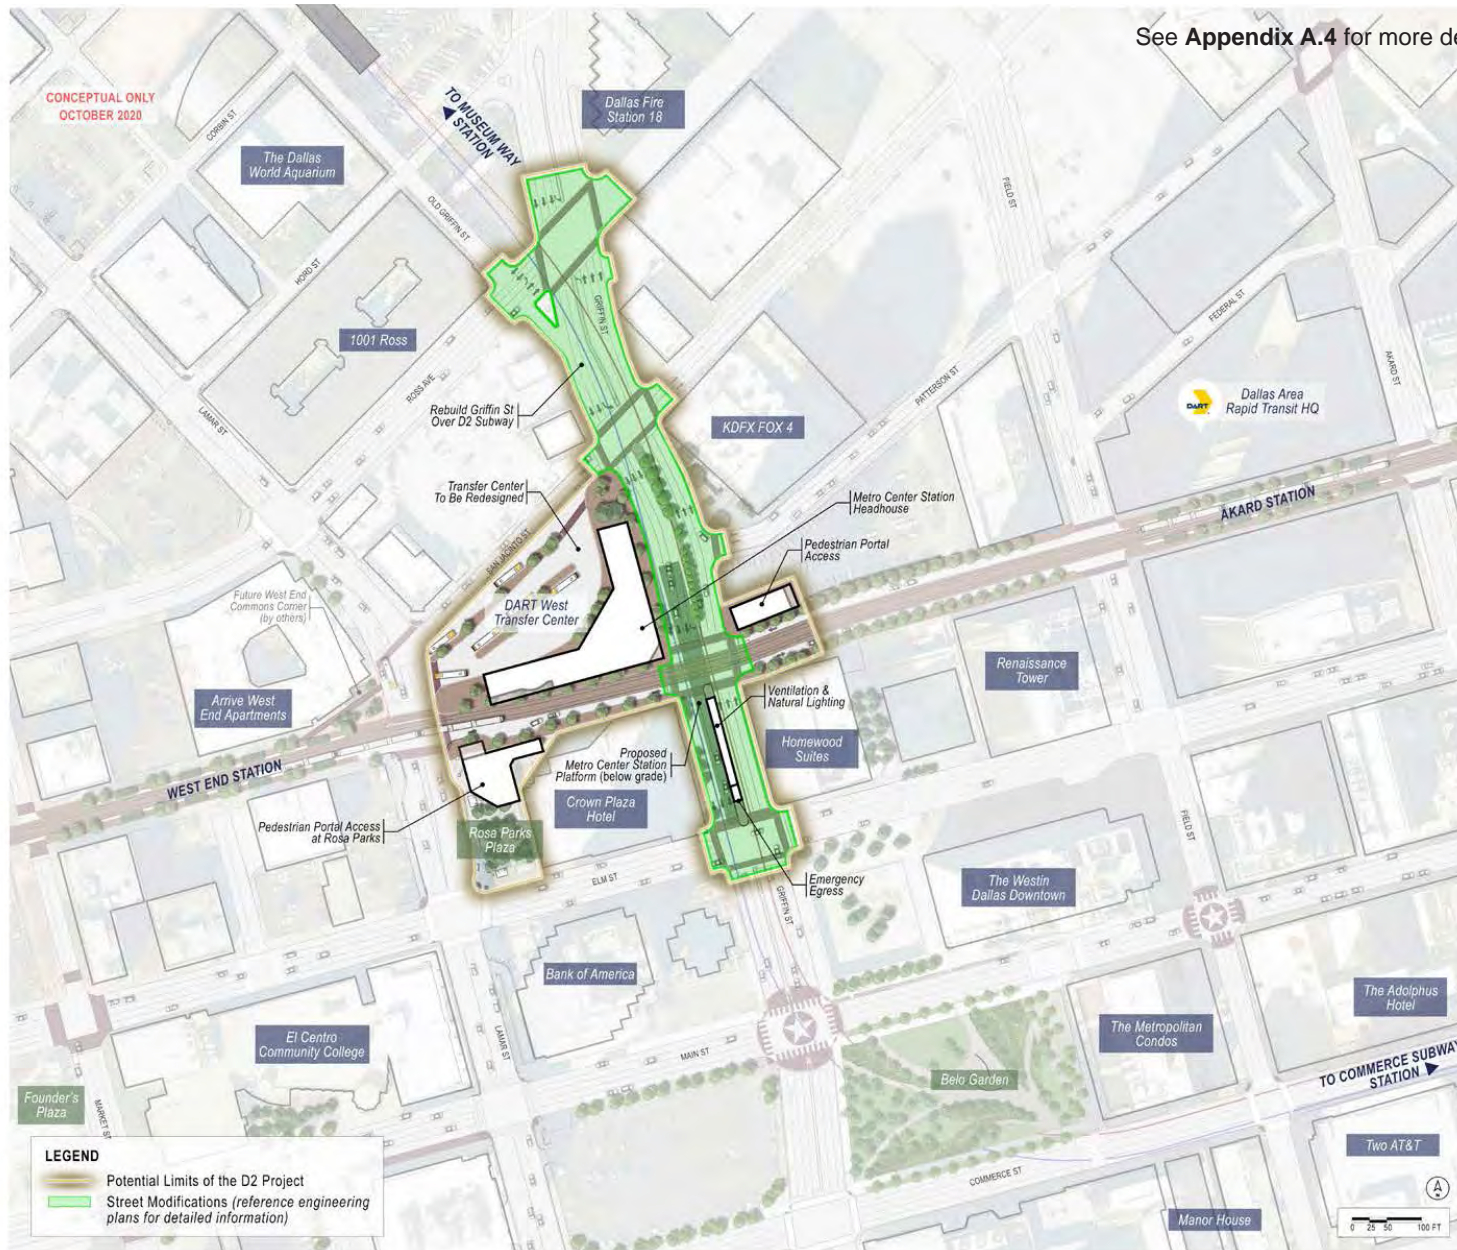 See Appendix A.4 for more de
CONCEPTUAL ONLY
OCTOBER 2020
TO MUSEUM WAY
STATION
Dallas Fire
Station 18
CORBIN ST
The Dallas
World Aquarium
OLD GRIFFIN ST
FIELD ST
HORD ST
GRIFFIN ST
FEDERAL ST
1001 Ross
ROSS AVE
AKARD ST
PATTERSON ST
DART
Dallas Area
Rapid Transit HQ
LAMAR ST
Rebuild Griffin St
Over D2 Subway
KDFX FOX 4
Transfer Center
To Be Redesigned
Metro Center Station
Headhouse
AKARD STATION
Pedestrian Portal
Access
SAN JACINTO ST
Future West End
Commons Corner
(by others)
DART West
Transfer Center
Renaissance
Tower
Arrive West
End Apartments
Ventilation &
Natural Lighting
Homewood
Suites
Proposed
Metro Center Station
Platform (below grade)
WEST END STATION
Crown Plaza
Hotel
Pedestrian Portal Access
at Rosa Parks
Rosa Parks
Plaza
FIELD ST
ELM ST
Emergency
Egress
The Westin
Dallas Downtown
GRIFFIN ST
Bank of America
The Adolphus
Hotel
El Centro
Community College
LAMAR ST
MAIN ST
The Metropolitan
Condos
Belo Garden
TO COMMERCE SUBWAY
STATION
Founder's
Plaza
MARKET ST
Two AT&T
LEGEND
Potential Limits of the D2 Project
Street Modifications (reference engineering
plans for detailed information)
COMMERCE ST
Manor House
A
0 25 50 100 FT